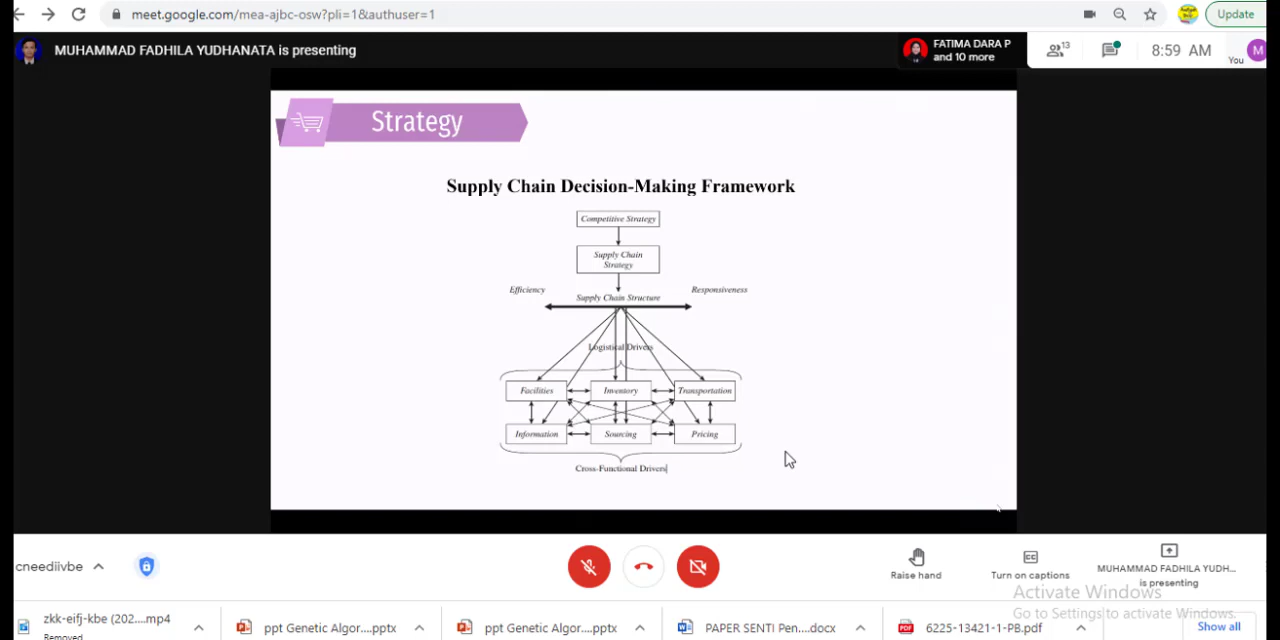 meet.google.com/mea-ajbc-osw?pli=1&authuser=1
Update
MUHAMMAD FADHILA YUDHANATA is presenting
FATIMA DARA P
and 10 more
13
8:59 AM
You
M
Strategy
Supply Chain Decision-Making Framework
Competitive Strategy
Supply Chain
Strategy
Efficiency
Responsiveness
Supply Chain Structure
Logistical Drivers
Facilities
Inventory
Transportation
Information
Sourcing
Pricing
Cross-Functional Drivers
cneediivbe
Raise hand
Turn on captions
MUHAMMAD FADHILA YUDH...
is presenting
Activate Windows
Go to Settings to activate Windows.
zkk-eifj-kbe (202....mp4
Removed
ppt Genetic Algor....pptx
ppt Genetic Algor....pptx
PAPER SENTI Pen....docx
6225-13421-1-PB.pdf
Show all